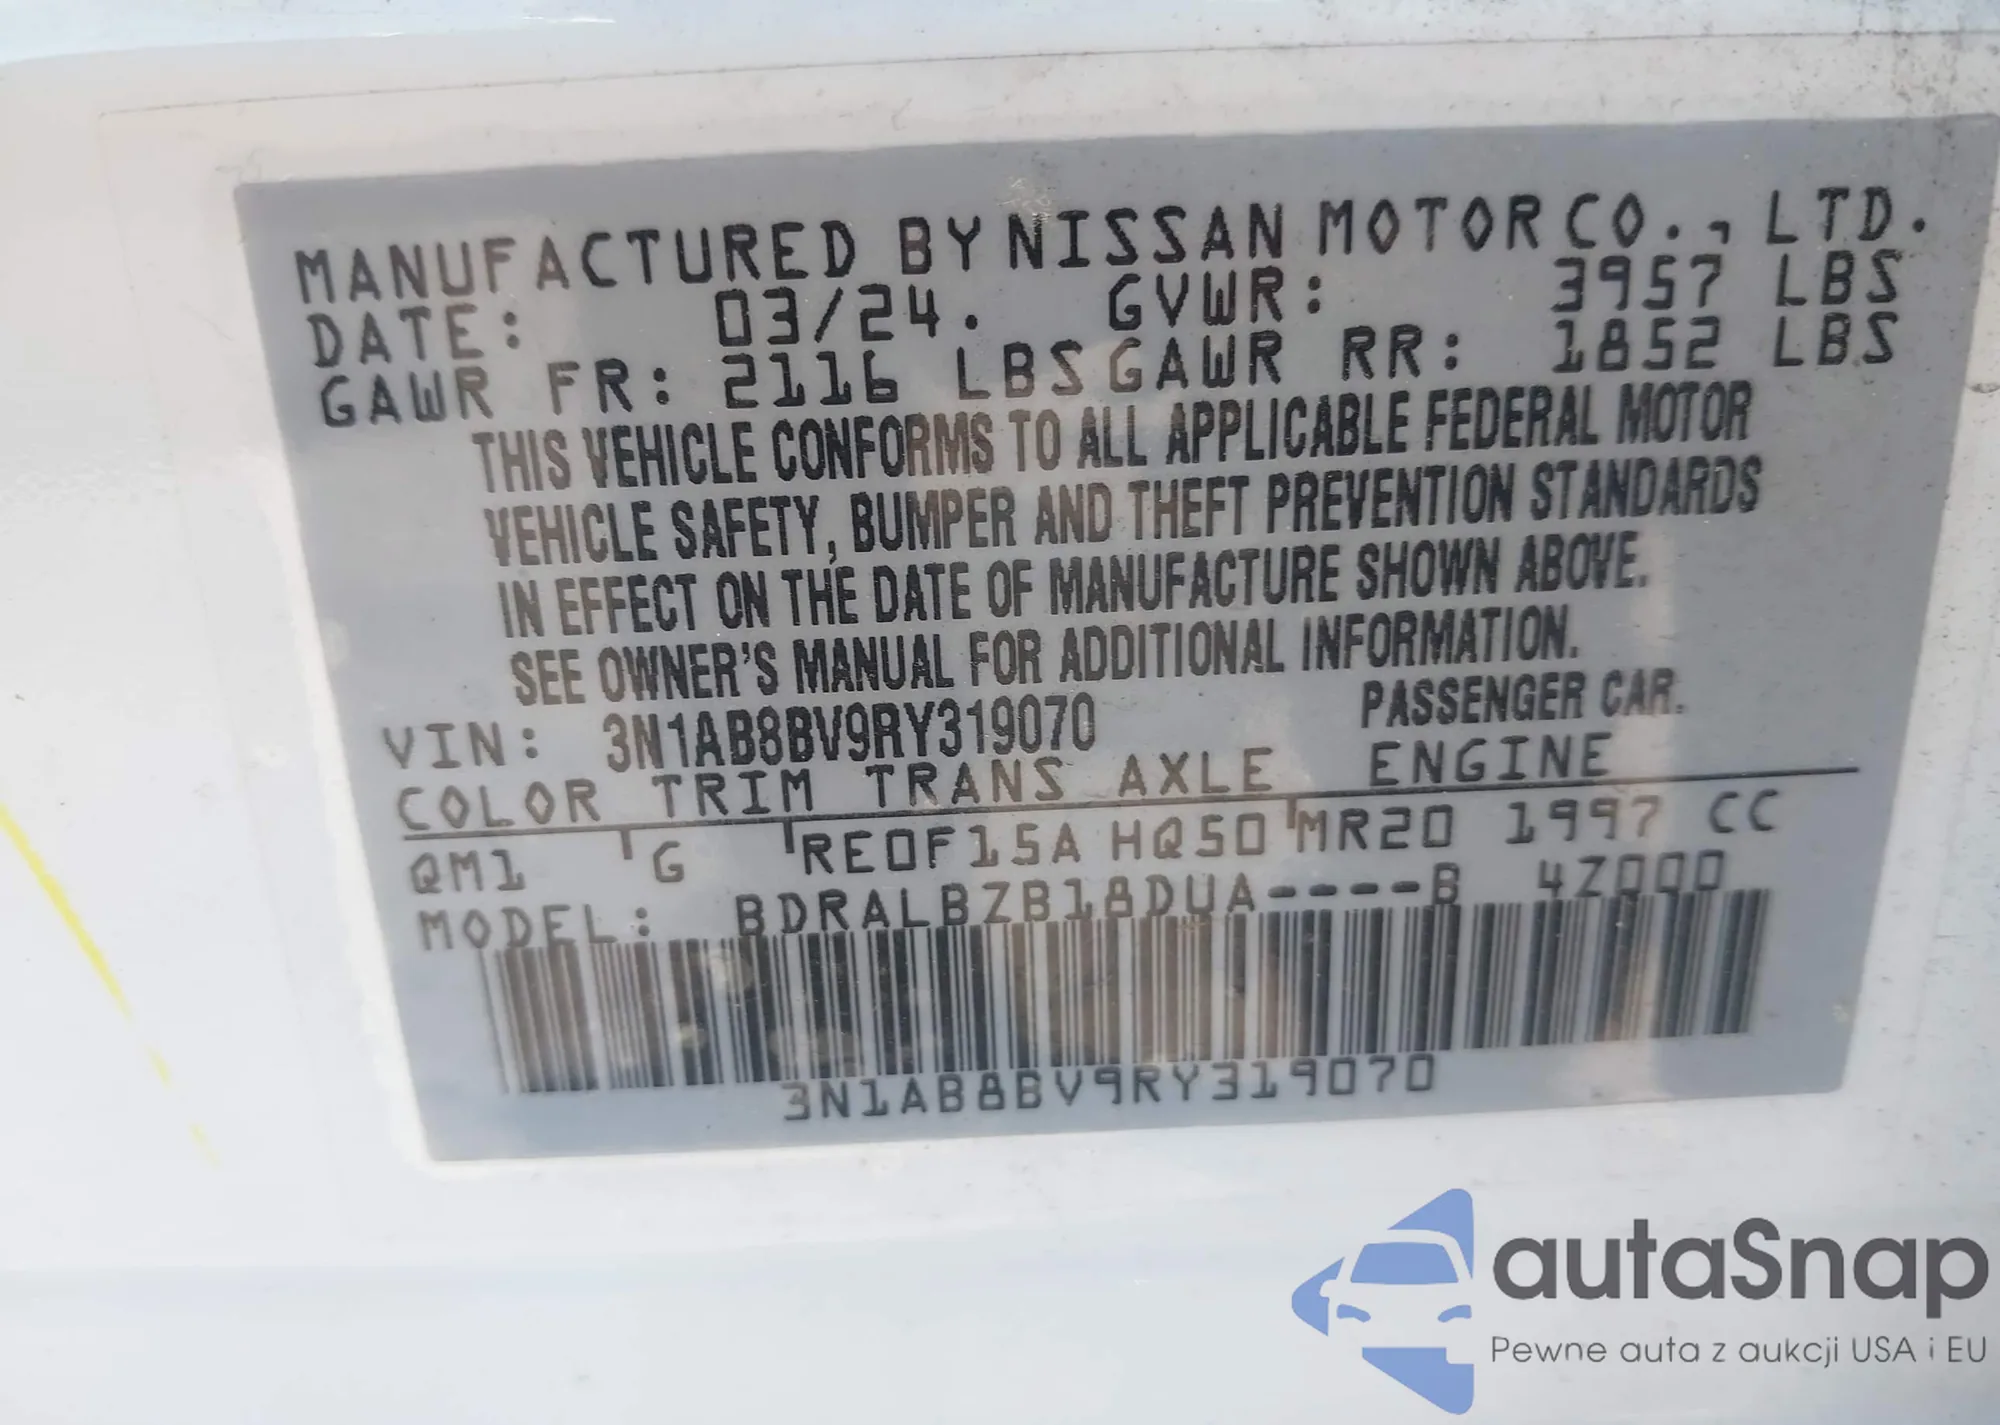 MANUFACTURED BY NISSAN MOTOR CO., LTD.
DATE: 03/24. GVWR: 3957 LBS
GAWR FR: 2116 LBS GAWR RR: 1852 LBS
THIS VEHICLE CONFORMS TO ALL APPLICABLE FEDERAL MOTOR
VEHICLE SAFETY, BUMPER AND THEFT PREVENTION STANDARDS
IN EFFECT ON THE DATE OF MANUFACTURE SHOWN ABOVE.
SEE OWNER'S MANUAL FOR ADDITIONAL INFORMATION.
VIN: 3N1AB8BV9RY319070 PASSENGER CAR.
COLOR TRIM TRANS AXLE ENGINE
QM1 G RE0F15A HQ50 MR20 1997 CC
MODEL: BDRALBZB18DUA----B 4Z000
3N1AB8BV9RY319070
autaSnap
Pewne auta z aukcji USA i EU